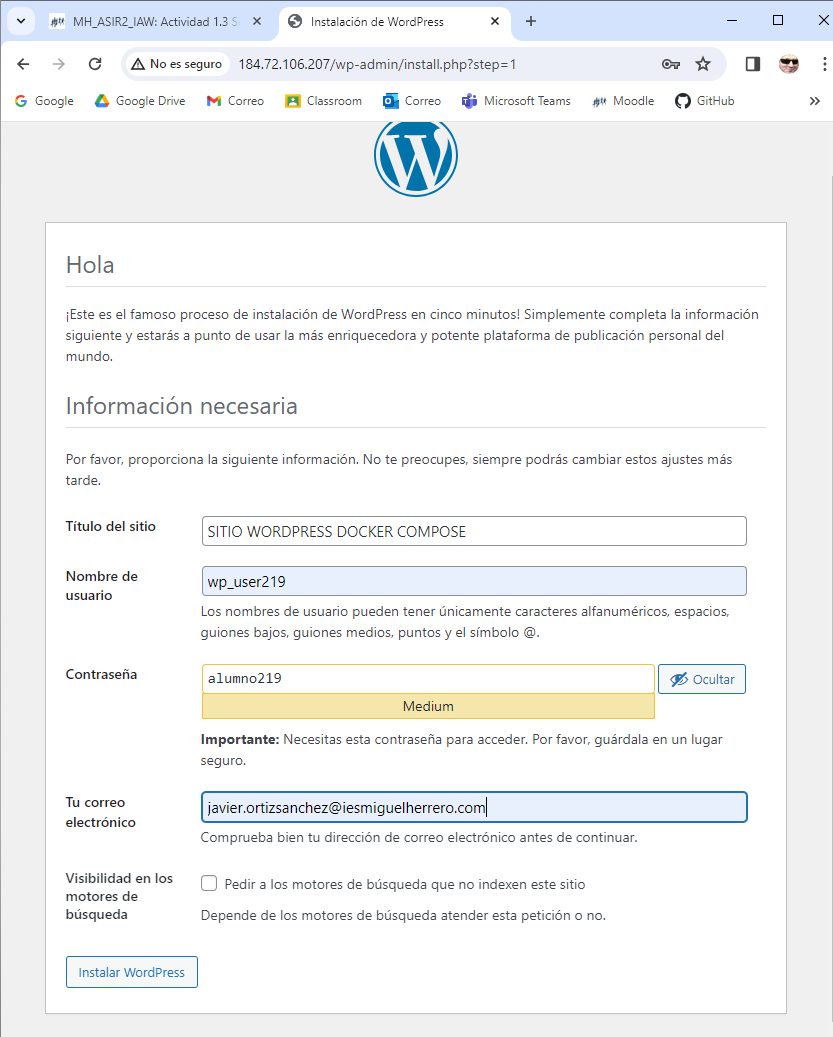 MH_ASIR2_IAW: Actividad 1.3 S
Instalación de WordPress
No es seguro
184.72.106.207/wp-admin/install.php?step=1
Google
Google Drive
Correo
Classroom
Correo
Microsoft Teams
Moodle
GitHub
Hola
¡Este es el famoso proceso de instalación de WordPress en cinco minutos! Simplemente completa la información
siguiente y estarás a punto de usar la más enriquecedora y potente plataforma de publicación personal del
mundo.
Información necesaria
Por favor, proporciona la siguiente información. No te preocupes, siempre podrás cambiar estos ajustes más
tarde.
Título del sitio
SITIO WORDPRESS DOCKER COMPOSE
Nombre de
usuario
wp_user219
Los nombres de usuario pueden tener únicamente caracteres alfanuméricos, espacios,
guiones bajos, guiones medios, puntos y el símbolo @.
Contraseña
alumno219
Ocultar
Medium
Importante: Necesitas esta contraseña para acceder. Por favor, guárdala en un lugar
seguro.
Tu correo
electrónico
javier.ortizsanchez@iesmiguelherrero.com
Comprueba bien tu dirección de correo electrónico antes de continuar.
Visibilidad en los
motores de
búsqueda
Pedir a los motores de búsqueda que no indexen este sitio
Depende de los motores de búsqueda atender esta petición o no.
Instalar WordPress